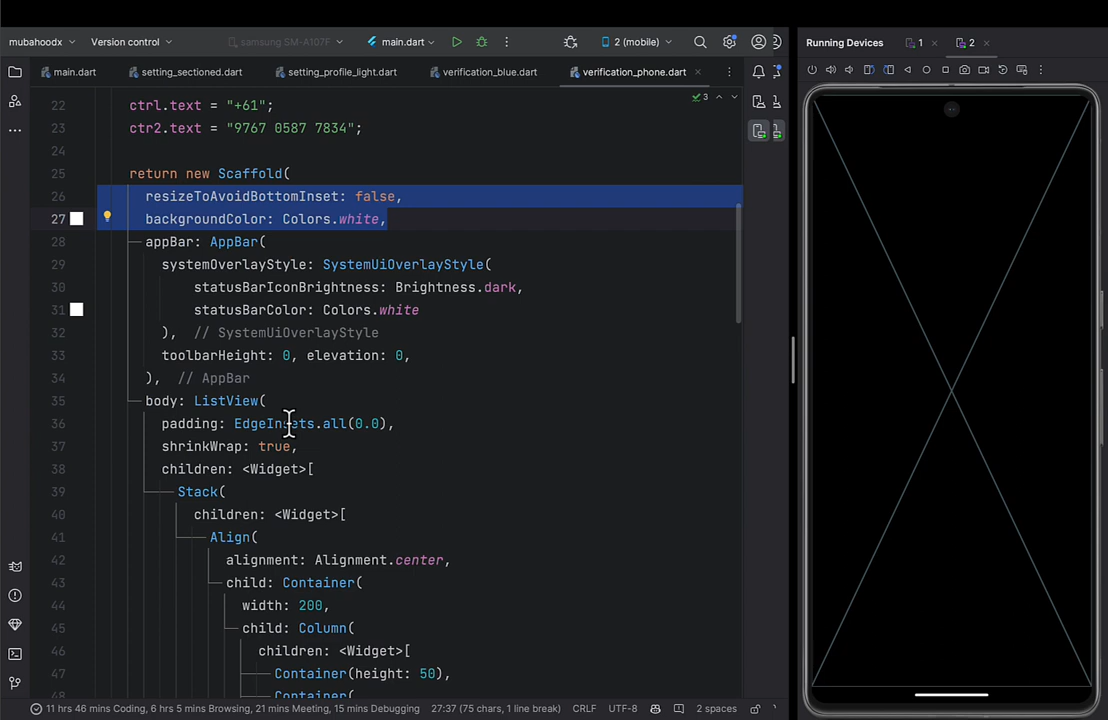 mubahoodx Version control samsung SM-A107F main.dart 2 (mobile)
Running Devices 1 2
main.dart setting_sectioned.dart setting_profile_light.dart verification_blue.dart verification_phone.dart
3
22 ctrl.text = "+61";
23 ctr2.text = "9767 0587 7834";
24
25 return new Scaffold(
26 resizeToAvoidBottomInset: false,
27 backgroundColor: Colors.white,
28 appBar: AppBar(
29 systemOverlayStyle: SystemUiOverlayStyle(
30 statusBarIconBrightness: Brightness.dark,
31 statusBarColor: Colors.white
32 ), // SystemUiOverlayStyle
33 toolbarHeight: 0, elevation: 0,
34 ), // AppBar
35 body: ListView(
36 padding: EdgeInsets.all(0.0),
37 shrinkWrap: true,
38 children: <Widget>[
39 Stack(
40 children: <Widget>[
41 Align(
42 alignment: Alignment.center,
43 child: Container(
44 width: 200,
45 child: Column(
46 children: <Widget>[
47 Container(height: 50),
48 Container(
11 hrs 46 mins Coding, 6 hrs 5 mins Browsing, 21 mins Meeting, 15 mins Debugging 27:37 (75 chars, 1 line break) CRLF UTF-8 2 spaces